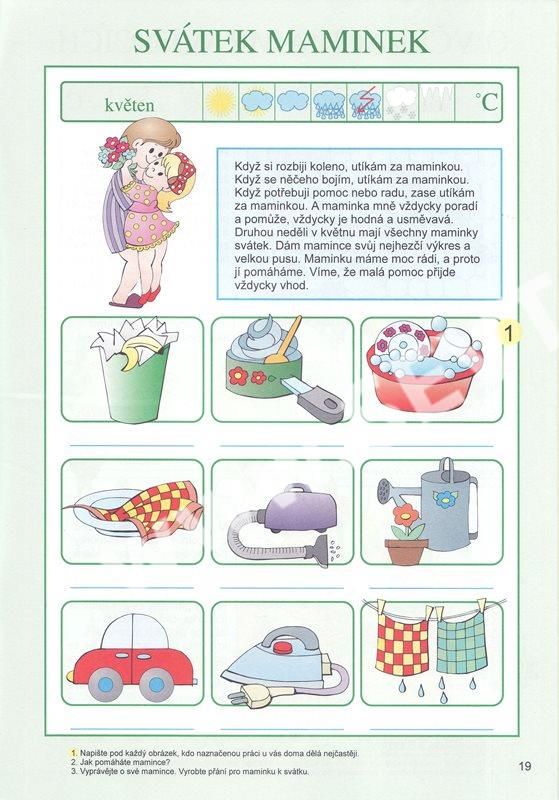 SVÁTEK MAMINEK
květen
°C
Když si rozbiji koleno, utíkám za maminkou.
Když se něčeho bojím, utíkám za maminkou.
Když potřebuji pomoc nebo radu, zase utíkám
za maminkou. A maminka mně vždycky poradí
a pomůže, vždycky je hodná a usměvavá.
Druhou neděli v květnu mají všechny maminky
svátek. Dám mamince svůj nejhezčí výkres a
velkou pusu. Maminku máme moc rádi, a proto
jí pomáháme. Víme, že malá pomoc přijde
vždycky vhod.
1
1. Napište pod každý obrázek, kdo naznačenou práci u vás doma dělá nejčastěji.
2. Jak pomáháte mamince?
3. Vyprávějte o své mamince. Vyrobte přání pro maminku k svátku.
19